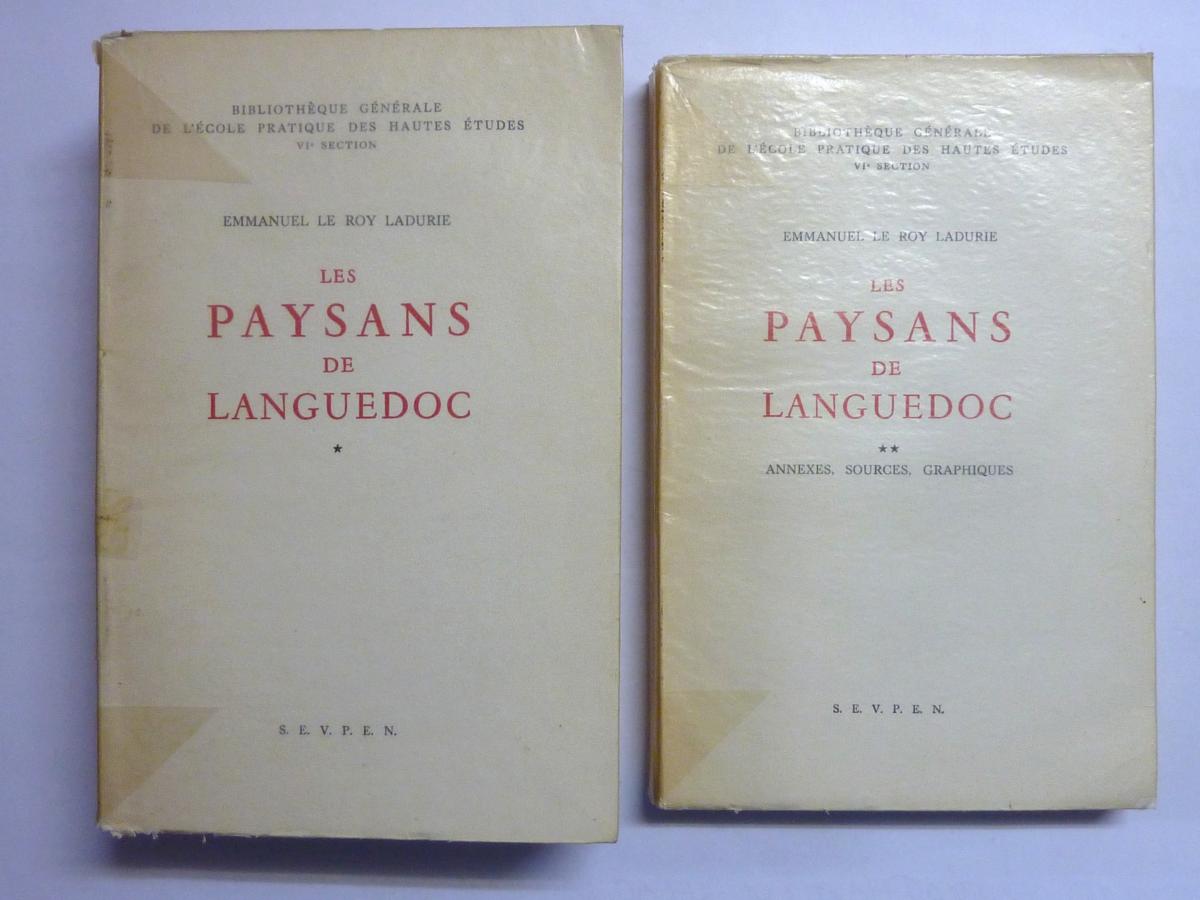 BIBLIOTHÈQUE GÉNÉRALE
DE L'ÉCOLE PRATIQUE DES HAUTES ÉTUDES
VIe SECTION
EMMANUEL LE ROY LADURIE
LES
PAYSANS
DE
LANGUEDOC
★
S. E. V. P. E. N.
BIBLIOTHÈQUE GÉNÉRALE
DE L'ÉCOLE PRATIQUE DES HAUTES ÉTUDES
VIe SECTION
EMMANUEL LE ROY LADURIE
LES
PAYSANS
DE
LANGUEDOC
★★
ANNEXES, SOURCES, GRAPHIQUES
S. E. V. P. E. N.